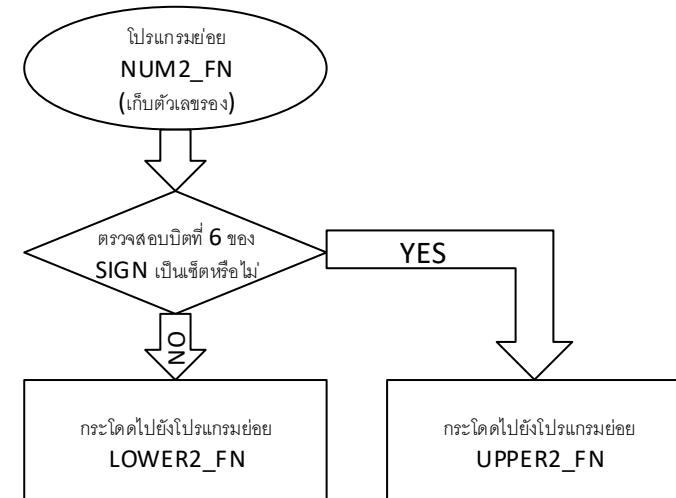 โปรแกรมย่อย
NUM2_FN
(เก็บตัวเลขรอง)
ตรวจสอบบิตที่ 6 ของ
SIGN เป็นเซ็ตหรือไม่
YES
NO
กระโดดไปยังโปรแกรมย่อย
LOWER2_FN
กระโดดไปยังโปรแกรมย่อย
UPPER2_FN